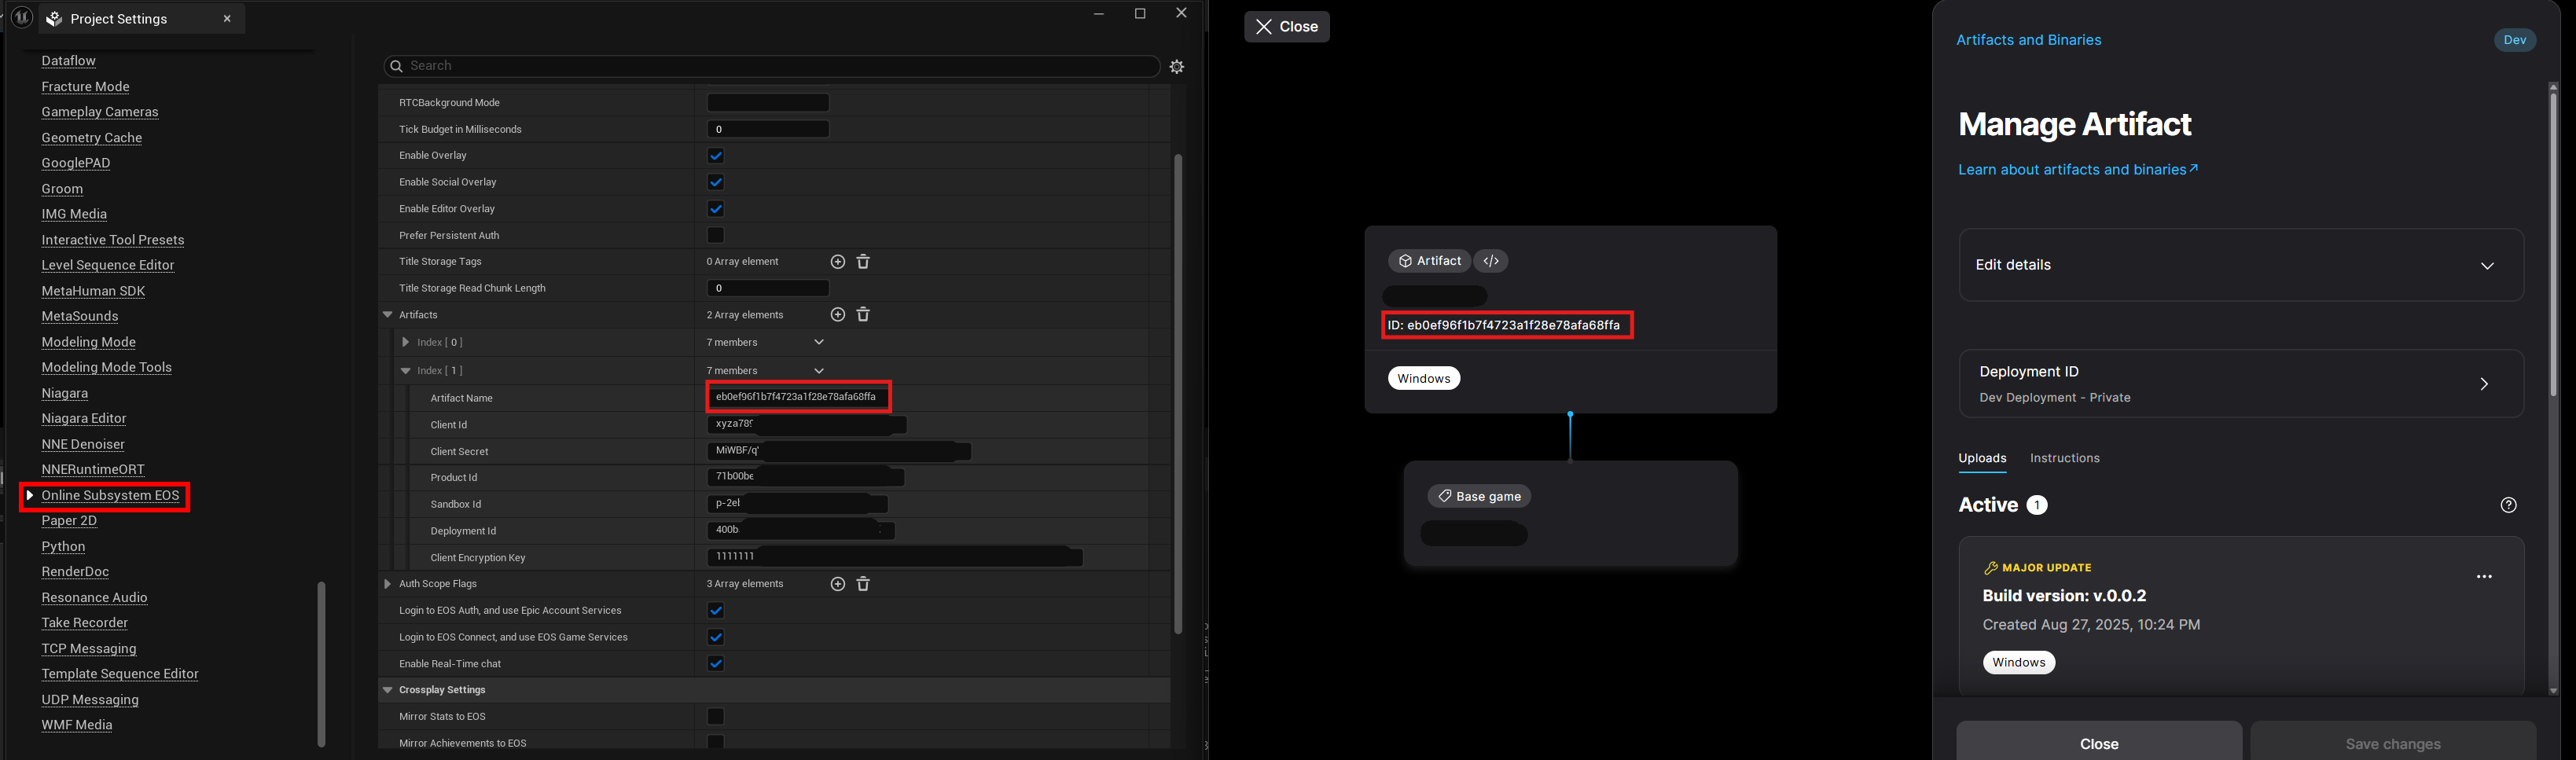 Project Settings
Dataflow
Fracture Mode
Gameplay Cameras
Geometry Cache
GooglePAD
Groom
IMG Media
Interactive Tool Presets
Level Sequence Editor
MetaHuman SDK
MetaSounds
Modeling Mode
Modeling Mode Tools
Niagara
Niagara Editor
NNE Denoiser
NNERuntimeORT
Online Subsystem EOS
Paper 2D
Python
RenderDoc
Resonance Audio
Take Recorder
TCP Messaging
Template Sequence Editor
UDP Messaging
WMF Media
Search
RTCBackground Mode
Tick Budget in Milliseconds 0
Enable Overlay
Enable Social Overlay
Enable Editor Overlay
Prefer Persistent Auth
Title Storage Tags 0 Array element
Title Storage Read Chunk Length 0
Artifacts 2 Array elements
Index [ 0 ] 7 members
Index [ 1 ] 7 members
Artifact Name eb0ef96f1b7f4723a1f28e78afa68ffa
Client Id xyza789
Client Secret MiWBF/q
Product Id 71b00be
Sandbox Id p-2el
Deployment Id 400b
Client Encryption Key 1111111
Auth Scope Flags 3 Array elements
Login to EOS Auth, and use Epic Account Services
Login to EOS Connect, and use EOS Game Services
Enable Real-Time chat
Crossplay Settings
Mirror Stats to EOS
Mirror Achievements to EOS
Close
Artifact </>
ID: eb0ef96f1b7f4723a1f28e78afa68ffa
Windows
Base game
Artifacts and Binaries
Dev
Manage Artifact
Learn about artifacts and binaries
Edit details
Deployment ID
Dev Deployment - Private
Uploads Instructions
Active 1
MAJOR UPDATE
Build version: v.0.0.2
Created Aug 27, 2025, 10:24 PM
Windows
Close Save changes